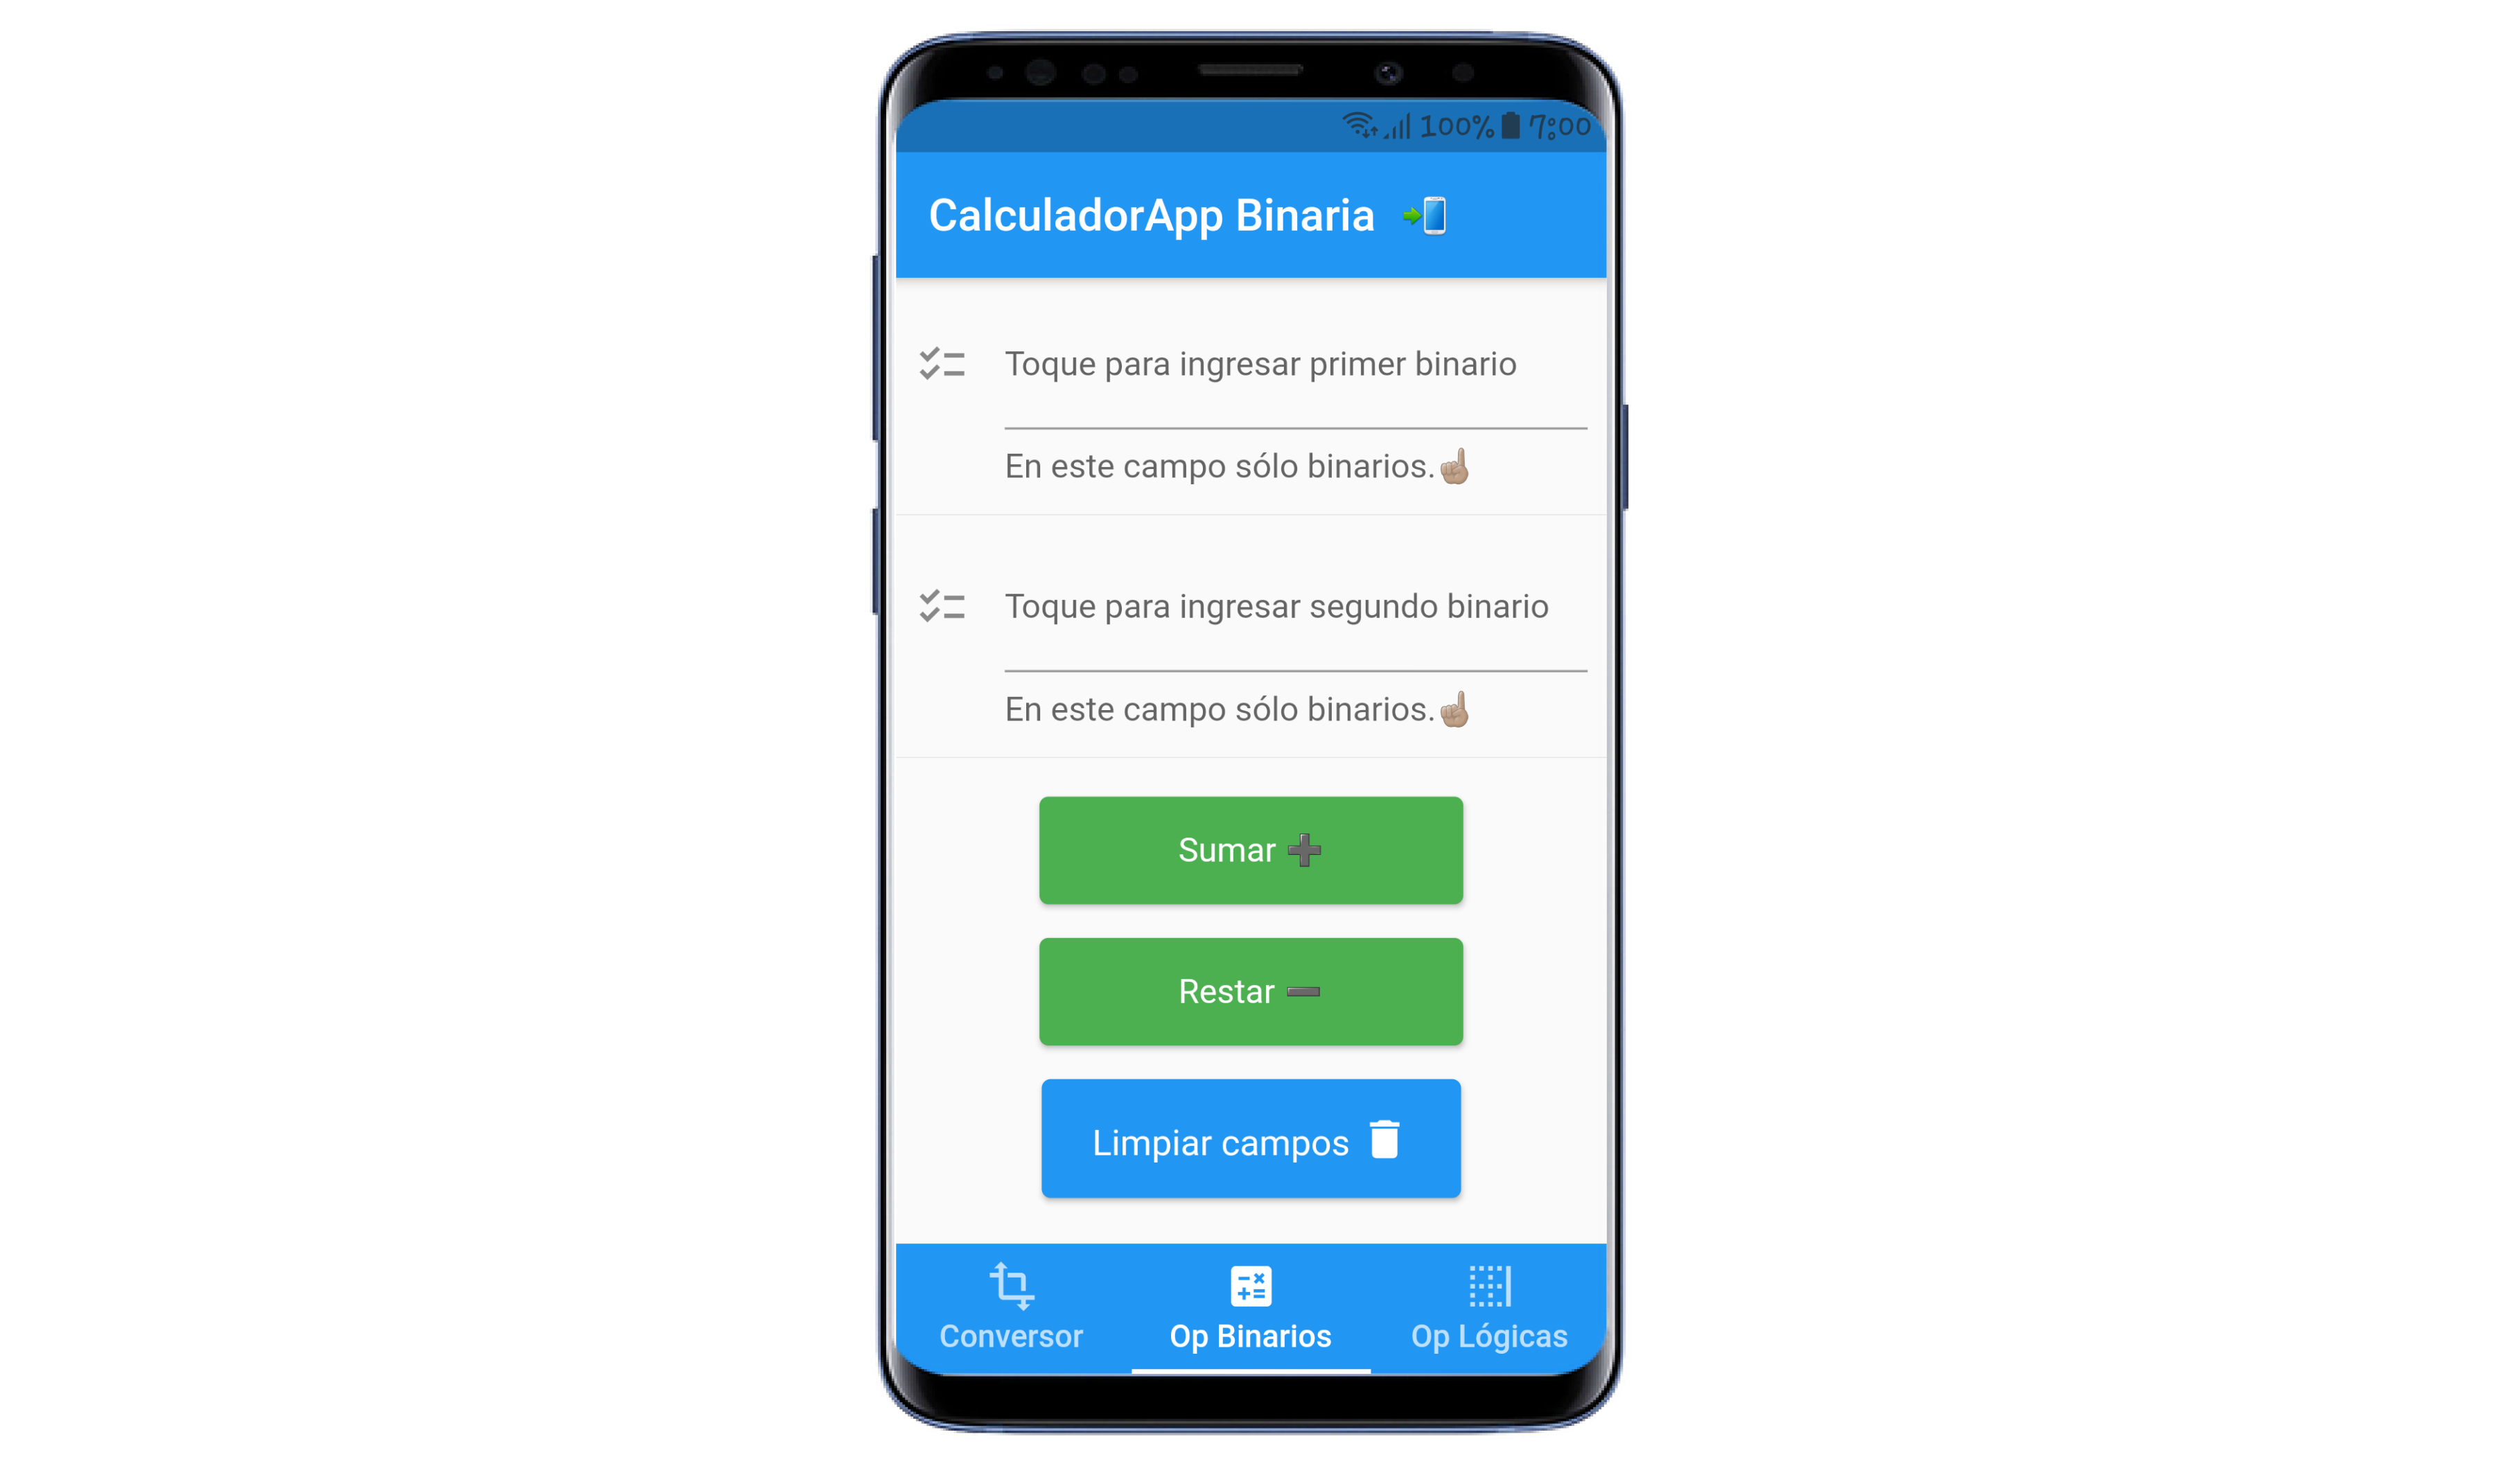 100% 7:00
CalculadorApp Binaria
Toque para ingresar primer binario
En este campo sólo binarios.☝🏽
Toque para ingresar segundo binario
En este campo sólo binarios.☝🏽
Sumar ➕
Restar ➖
Limpiar campos
Conversor Op Binarios Op Lógicas